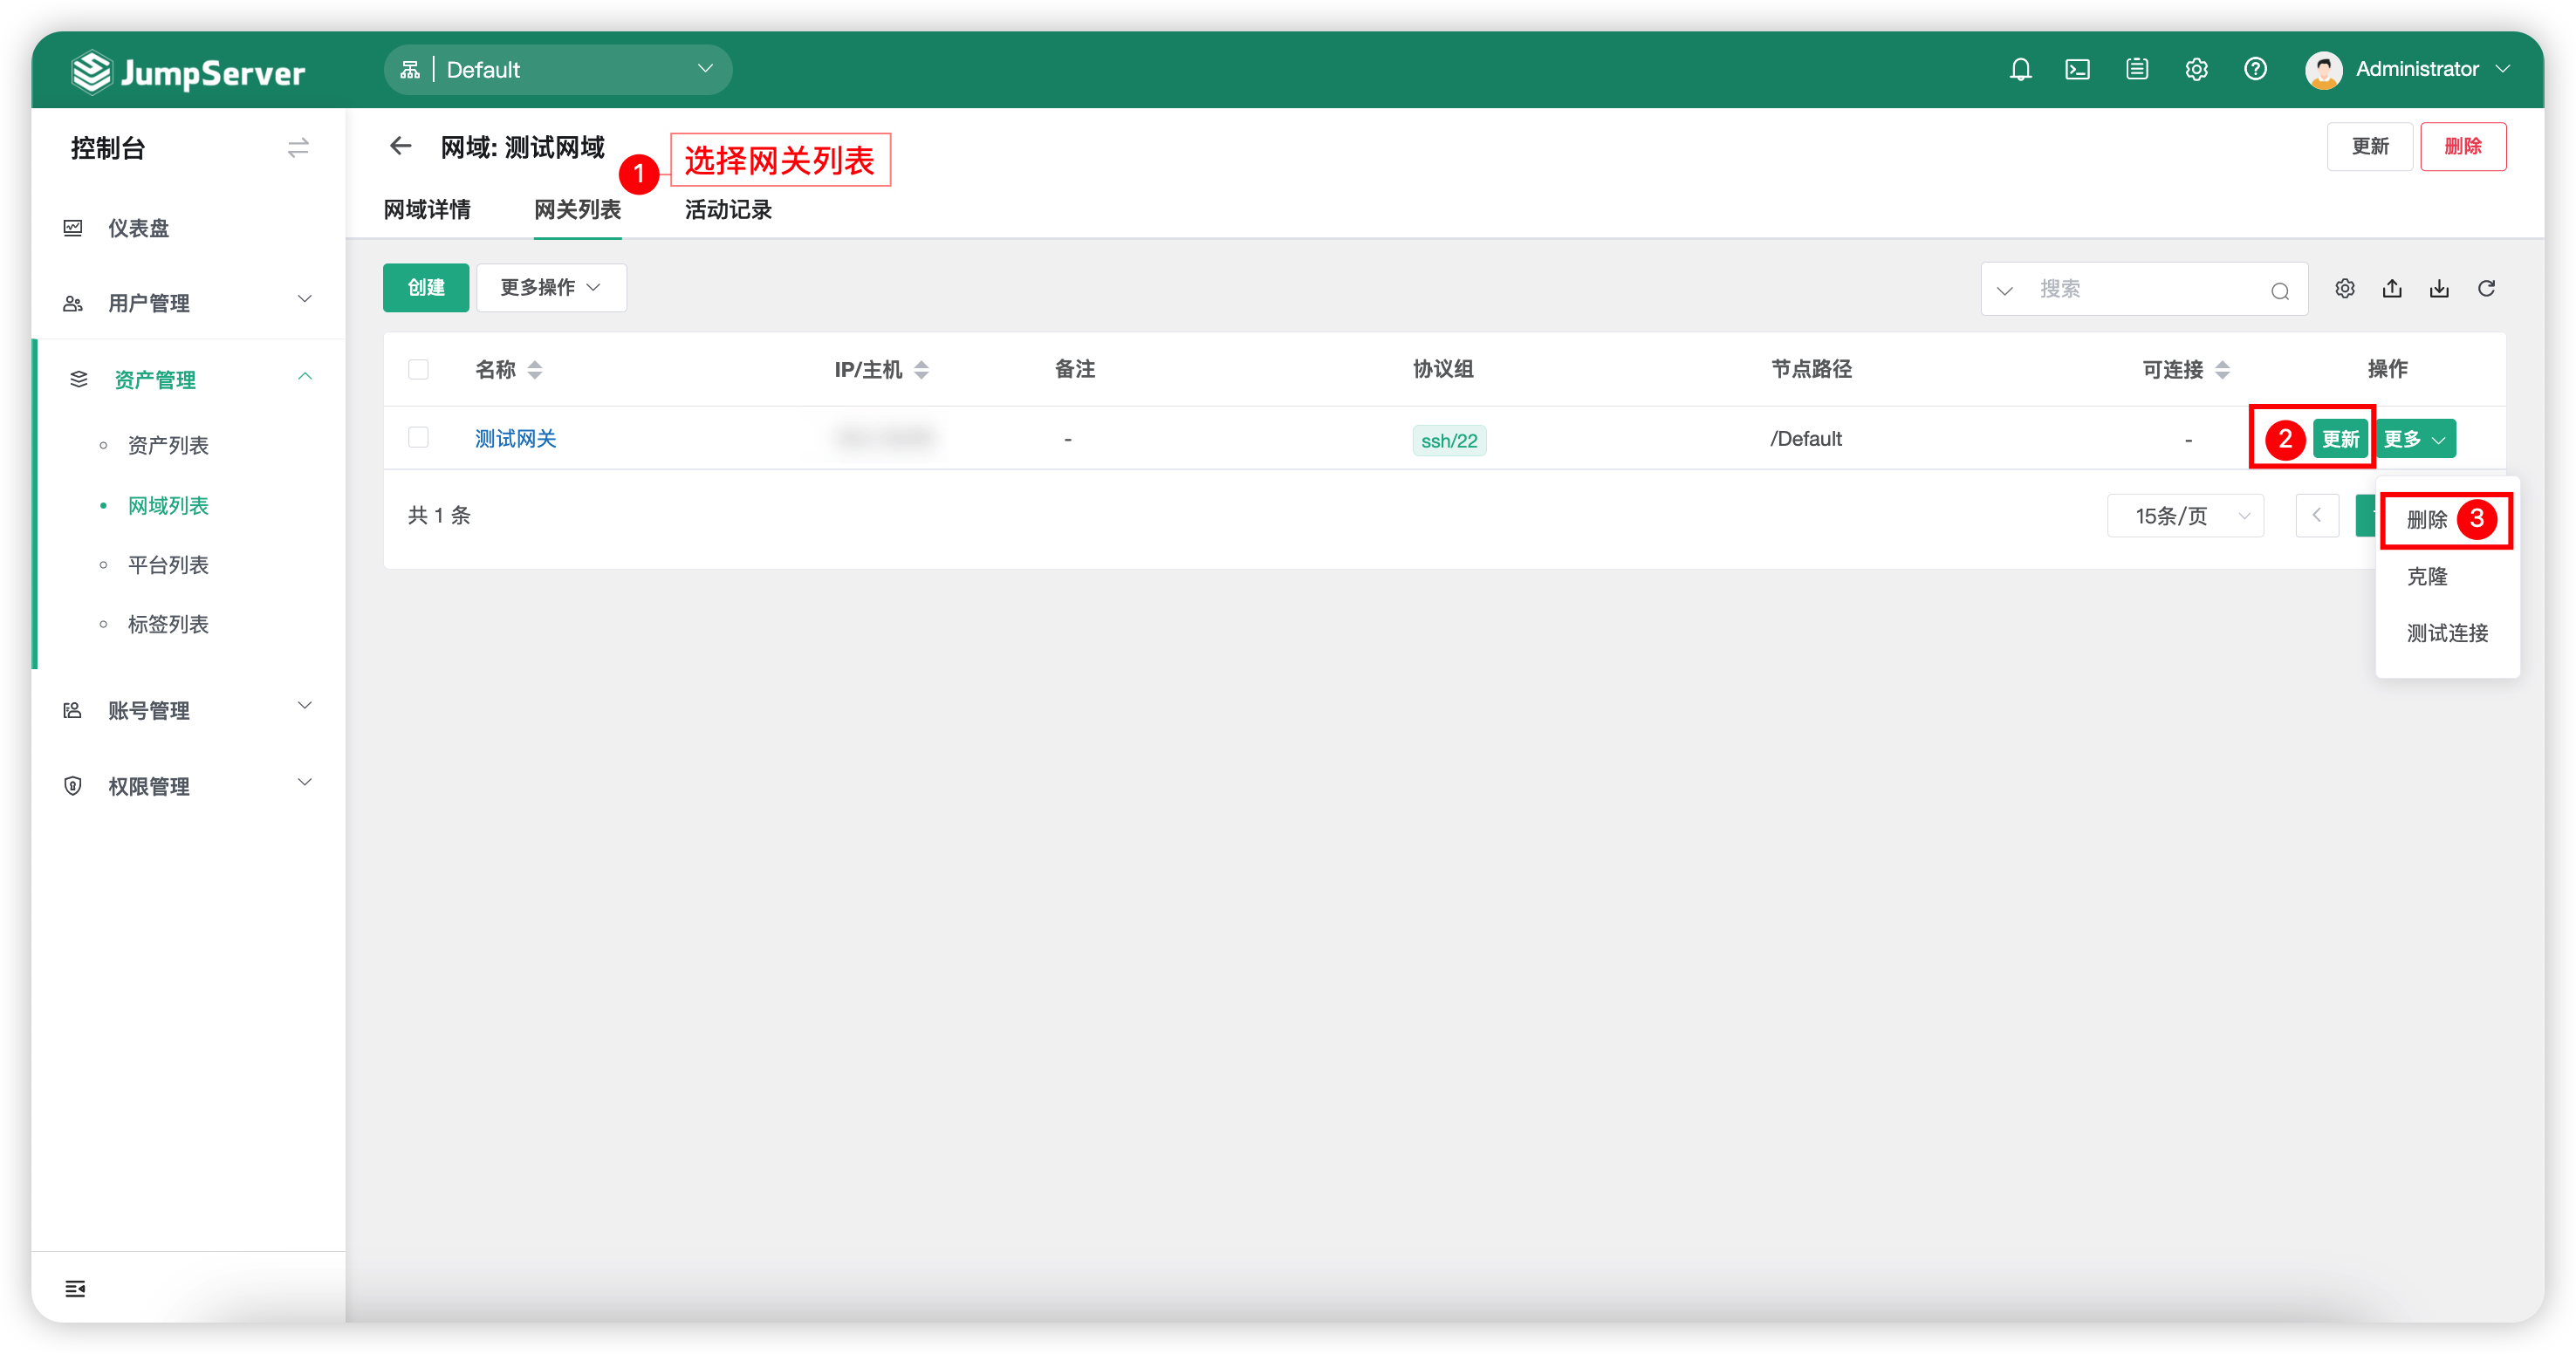 JumpServer
Default
Administrator
控制台
网域: 测试网域
1 选择网关列表
更新
删除
网域详情
网关列表
活动记录
仪表盘
用户管理
资产管理
资产列表
网域列表
平台列表
标签列表
账号管理
权限管理
创建
更多操作
搜索
名称 IP/主机 备注 协议组 节点路径 可连接 操作
测试网关 - ssh/22 /Default - 2 更新 更多
共 1 条
15条/页
删除 3
克隆
测试连接